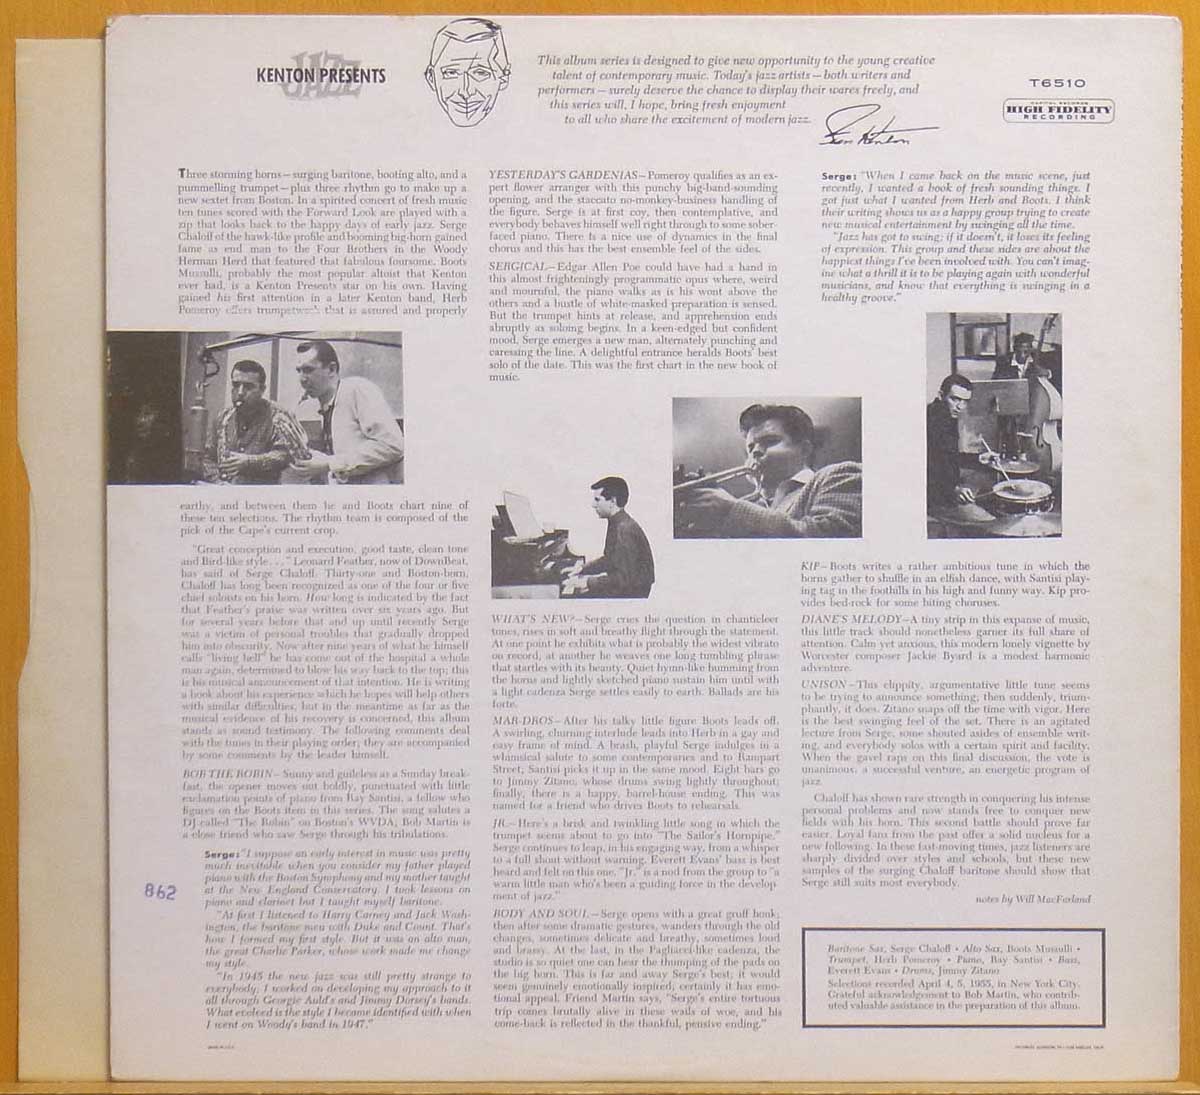 KENTON PRESENTS
JAZZ
This album series is designed to give new opportunity to the young creative
talent of contemporary music. Today's jazz artists — both writers and
performers — surely deserve the chance to display their wares freely, and
this series will, I hope, bring fresh enjoyment
to all who share the excitement of modern jazz.
Stan Kenton
T6510
CAPITOL RECORDS
HIGH FIDELITY
RECORDING
Three storming horns—surging baritone, hooting alto, and a
pummelling trumpet—plus three rhythm go to make up a
new sextet from Boston. In a spirited concert of fresh music
ten tunes scored with the Forward Look are played with a
zip that looks back to the happy days of early jazz. Serge
Chaloff of the hawk-like profile and booming big-horn gained
fame as end man to the Four Brothers in the Woody
Herman Herd that featured that fabulous foursome. Boots
Mussulli, probably the most popular altoist that Kenton
ever had, is a Kenton Presents star on his own. Having
gained his first attention in a later Kenton band, Herb
Pomeroy offers trumpetwork that is assured and properly
earthy, and between them he and Boots chart nine of
these ten selections. The rhythm team is composed of the
pick of the Cape's current crop.
"Great conception and execution, good taste, clean tone
and Bird-like style . . ." Leonard Feather, now of DownBeat,
has said of Serge Chaloff. Thirty-one and Boston-born,
Chaloff has long been recognized as one of the four or five
chief soloists on his horn. How long is indicated by the fact
that Feather's praise was written over six years ago. But
for several years before that and up until recently Serge
was a victim of personal troubles that gradually dropped
him into obscurity. Now after nine years of what he himself
calls "living hell" he has come out of the hospital a whole
man again, determined to blow his way back to the top; this
is his musical announcement of that intention. He is writing
a book about his experience which he hopes will help others
with similar difficulties, but in the meantime as far as the
musical evidence of his recovery is concerned, this album
stands as sound testimony. The following comments deal
with the tunes in their playing order; they are accompanied
by some comments by the leader himself.
BOB THE ROBIN— Sunny and guileless as a Sunday break-
fast, the opener moves out boldly, punctuated with little
exclamation points of piano from Ray Santisi, a fellow who
figures on the Boots item in this series. The song salutes a
DJ called "The Robin" on Boston's WVDA, Bob Martin is
a close friend who saw Serge through his tribulations.
Serge: "I suppose an early interest in music was pretty
much inevitable when you consider my father played
piano with the Boston Symphony and my mother taught
at the New England Conservatory. I took lessons on
piano and clarinet but I taught myself baritone.
"At first I listened to Harry Carney and Jack Wash-
ington, the baritone men with Duke and Count. That's
how I formed my first style. But it was an alto man,
the great Charlie Parker, whose work made me change
my style.
"In 1945 the new jazz was still pretty strange to
everybody; I worked on developing my approach to it
all through Georgie Auld's and Jimmy Dorsey's bands.
What evolved is the style I became identified with when
I went on Woody's band in 1947."
862
YESTERDAY'S GARDENIAS—Pomeroy qualifies as an ex-
pert flower arranger with this punchy big-band-sounding
opening, and the staccato no-monkey-business handling of
the figure. Serge is at first coy, then contemplative, and
everybody behaves himself well right through to some sober-
faced piano. There is a nice use of dynamics in the final
chorus and this has the best ensemble feel of the sides.
SERGICAL—Edgar Allen Poe could have had a hand in
this almost frighteningly programmatic opus where, weird
and mournful, the piano walks as is his wont above the
others and a bustle of white-masked preparation is sensed.
But the trumpet hints at release, and apprehension ends
abruptly as soloing begins. In a keen-edged but confident
mood, Serge emerges a new man, alternately punching and
caressing the line. A delightful entrance heralds Boots' best
solo of the date. This was the first chart in the new book of
music.
WHAT'S NEW?—Serge cries the question in chanticleer
tones, rises in soft and breathy flight through the statement.
At one point he exhibits what is probably the widest vibrato
on record, at another he weaves one long tumbling phrase
that startles with its beauty. Quiet hymn-like humming from
the horns and lightly sketched piano sustain him until with
a light cadenza Serge settles easily to earth. Ballads are his
forte.
MAR-DROS—After his talky little figure Boots leads off.
A swirling, churning interlude leads into Herb in a gay and
easy frame of mind. A brash, playful Serge indulges in a
whimsical salute to some contemporaries and to Rampart
Street, Santisi picks it up in the same mood. Eight bars go
to Jimmy Zitano, whose drums swing lightly throughout;
finally, there is a happy, barrel-house ending. This was
named for a friend who drives Boots to rehearsals.
JR.—Here's a brisk and twinkling little song in which the
trumpet seems about to go into "The Sailor's Hornpipe."
Serge continues to leap, in his engaging way, from a whisper
to a full shout without warning. Everett Evans' bass is best
heard and felt on this one. "Jr." is a nod from the group to "a
warm little man who's been a guiding force in the develop-
ment of jazz."
BODY AND SOUL—Serge opens with a great gruff honk;
then after some dramatic gestures, wanders through the old
changes, sometimes delicate and breathy, sometimes loud
and brassy. At the last, in the Pagliacci-like cadenza, the
studio is so quiet one can hear the thumping of the pads on
the big horn. This is far and away Serge's best; it would
seem genuinely emotionally inspired; certainly it has emo-
tional appeal. Friend Martin says, "Serge's entire tortuous
trip comes brutally alive in these wails of woe, and his
come-back is reflected in the thankful, pensive ending."
Serge: "When I came back on the music scene, just
recently, I wanted a book of fresh sounding things. I
got just what I wanted from Herb and Boots. I think
their writing shows us as a happy group trying to create
new musical entertainment by swinging all the time.
"Jazz has got to swing; if it doesn't, it loses its feeling
of expression. This group and these sides are about the
happiest things I've been involved with. You can't imag-
ine what a thrill it is to be playing again with wonderful
musicians, and know that everything is swinging in a
healthy groove."
KIP—Boots writes a rather ambitious tune in which the
horns gather to shuffle in an elfish dance, with Santisi play-
ing tag in the foothills in his high and funny way. Kip pro-
vides bed-rock for some biting choruses.
DIANE'S MELODY—A tiny strip in this expanse of music,
this little track should nonetheless garner its full share of
attention. Calm yet anxious, this modern lonely vignette by
Worcester composer Jackie Byard is a modest harmonic
adventure.
UNISON—This clippity, argumentative little tune seems
to be trying to announce something; then suddenly, trium-
phantly, it does. Zitano snaps off the time with vigor. Here
is the best swinging feel of the set. There is an agitated
lecture from Serge, some shouted asides of ensemble writ-
ing, and everybody solos with a certain spirit and facility.
When the gavel raps on this final discussion, the vote is
unanimous, a successful venture, an energetic program of
jazz.
Chaloff has shown rare strength in conquering his intense
personal problems and now stands free to conquer new
fields with his horn. This second battle should prove far
easier. Loyal fans from the past offer a solid nucleus for a
new following. In these fast-moving times, jazz listeners are
sharply divided over styles and schools, but these new
samples of the surging Chaloff baritone should show that
Serge still suits most everybody.
notes by Will MacFarland
Baritone Sax, Serge Chaloff • Alto Sax, Boots Mussulli •
Trumpet, Herb Pomeroy • Piano, Ray Santisi • Bass,
Everett Evans • Drums, Jimmy Zitano
Selections recorded April 4, 5, 1955, in New York City.
Grateful acknowledgement to Bob Martin, who contrib-
uted valuable assistance in the preparation of this album.